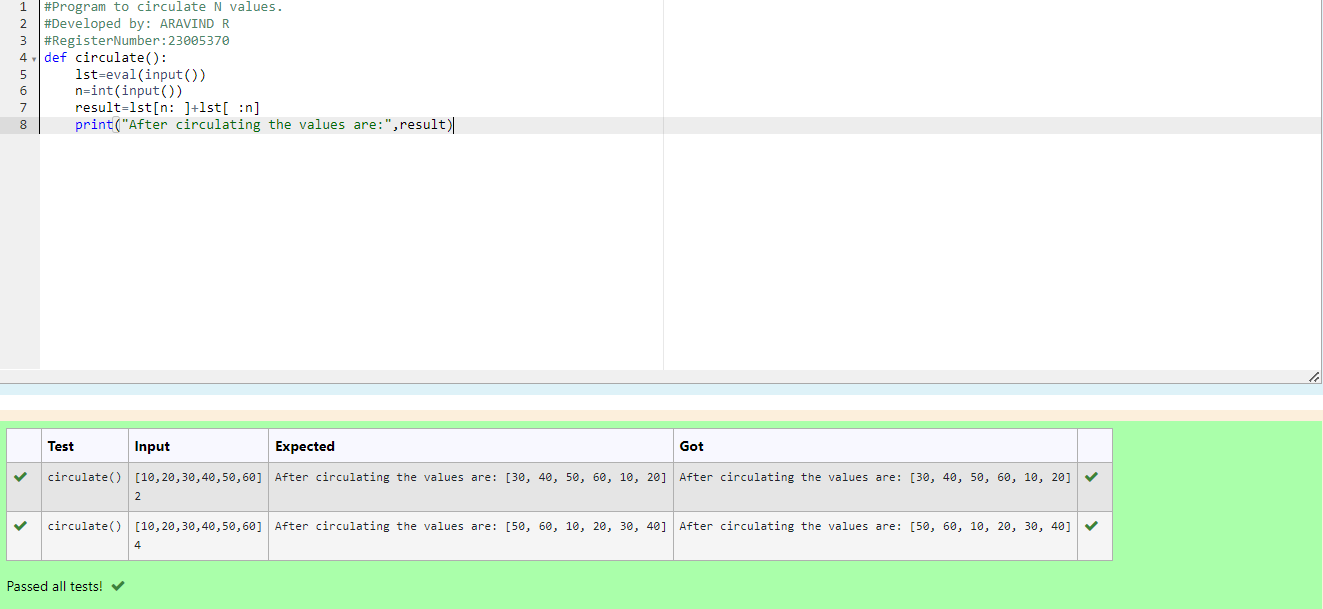 1 #Program to circulate N values.
2 #Developed by: ARAVIND R
3 #RegisterNumber:23005370
4 def circulate():
5     lst=eval(input())
6     n=int(input())
7     result=lst[n: ]+lst[ :n]
8     print("After circulating the values are:",result)
Test Input Expected Got
circulate() [10,20,30,40,50,60] After circulating the values are: [30, 40, 50, 60, 10, 20] After circulating the values are: [30, 40, 50, 60, 10, 20]
2
circulate() [10,20,30,40,50,60] After circulating the values are: [50, 60, 10, 20, 30, 40] After circulating the values are: [50, 60, 10, 20, 30, 40]
4
Passed all tests!